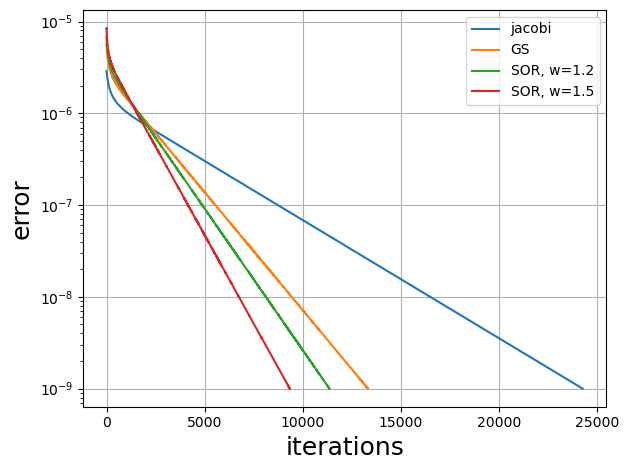 jacobi
GS
SOR, w=1.2
SOR, w=1.5
10⁻⁵
10⁻⁶
10⁻⁷
10⁻⁸
10⁻⁹
error
0 5000 10000 15000 20000 25000
iterations